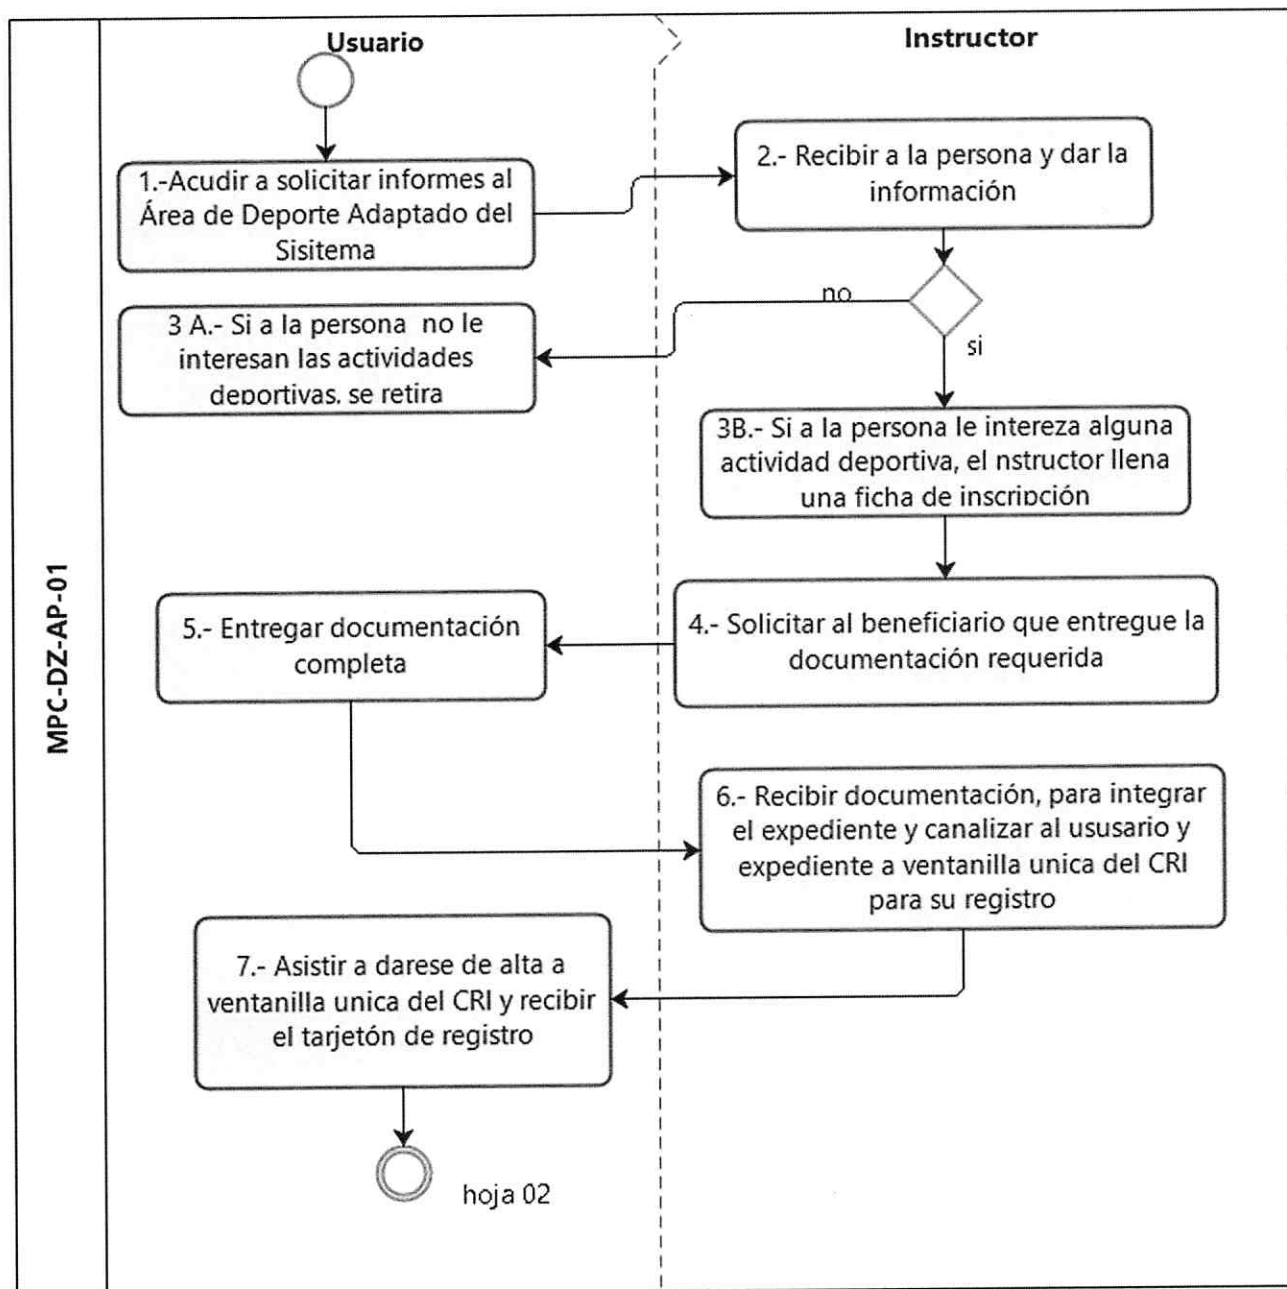 Usuario
Instructor
1.-Acudir a solicitar informes al
Área de Deporte Adaptado del
Sisitema
2.- Recibir a la persona y dar la
información
no
si
3 A.- Si a la persona no le
interesan las actividades
deportivas, se retira
3B.- Si a la persona le intereza alguna
actividad deportiva, el nstructor llena
una ficha de inscripción
4.- Solicitar al beneficiario que entregue la
documentación requerida
5.- Entregar documentación
completa
6.- Recibir documentación, para integrar
el expediente y canalizar al ususario y
expediente a ventanilla unica del CRI
para su registro
7.- Asistir a darese de alta a
ventanilla unica del CRI y recibir
el tarjetón de registro
hoja 02
MPC-DZ-AP-01